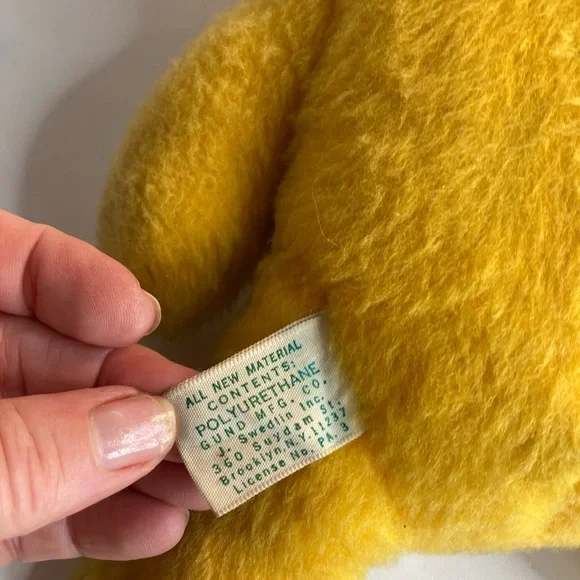 ALL NEW MATERIAL
CONTENTS:
POLYURETHANE
GUND MFG. CO.
J. Swedlin Inc.
360 Suydam St.
Brooklyn, N.Y. 11237
License No. PA. 3